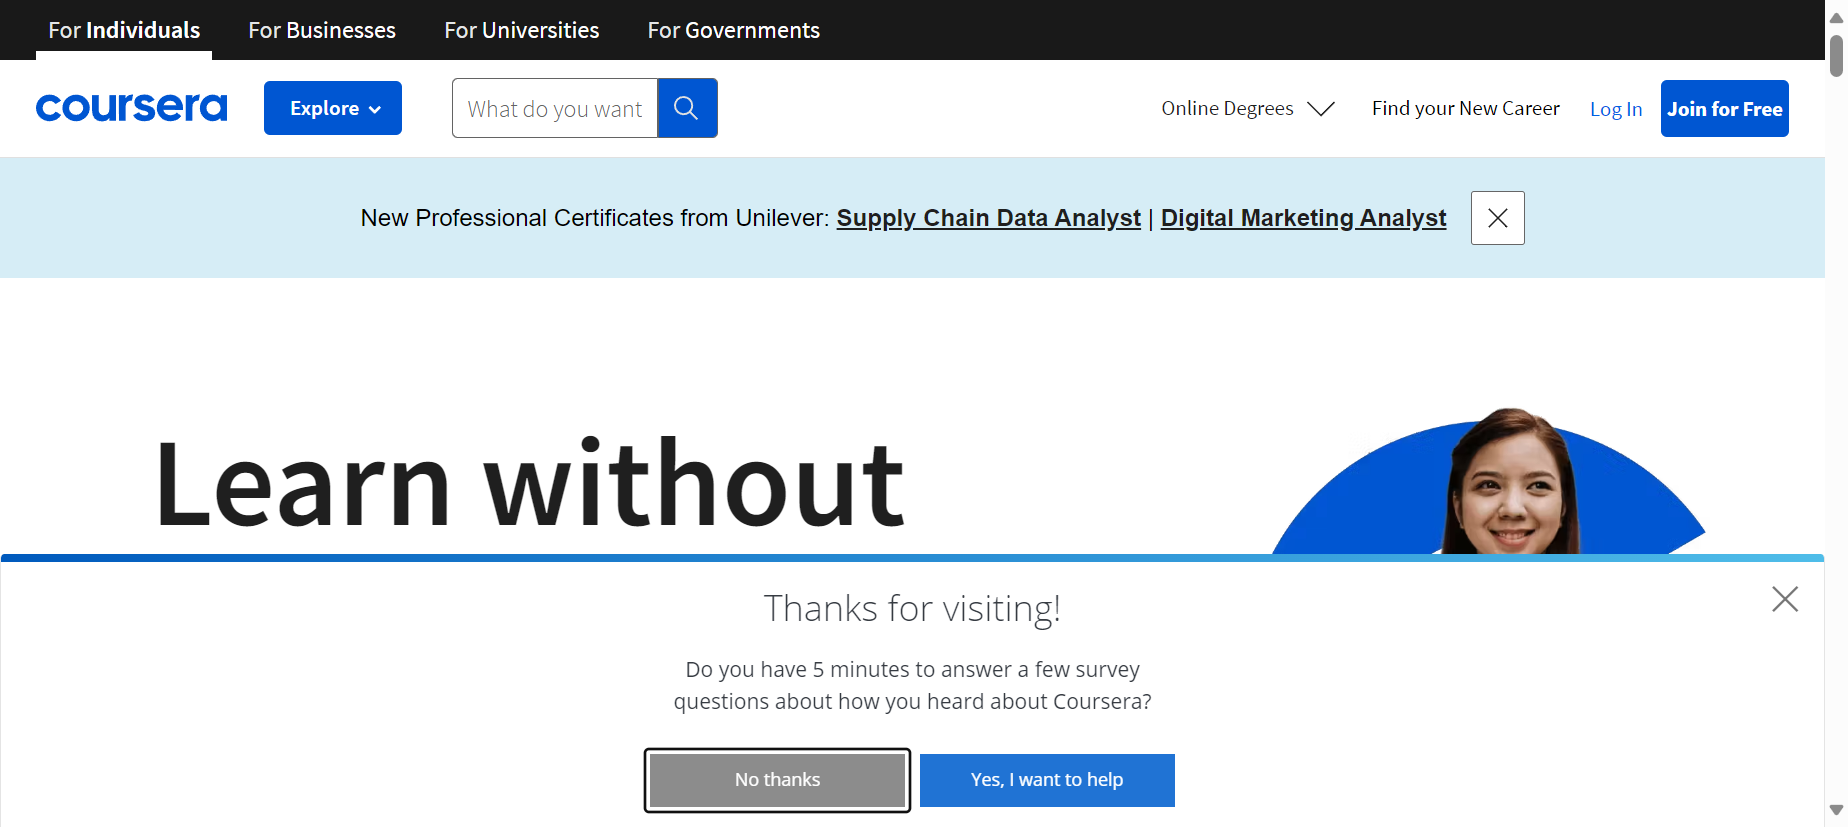 For Individuals For Businesses For Universities For Governments
coursera Explore What do you want Online Degrees Find your New Career Log In Join for Free
New Professional Certificates from Unilever: Supply Chain Data Analyst | Digital Marketing Analyst
Learn without
Thanks for visiting!
Do you have 5 minutes to answer a few survey
questions about how you heard about Coursera?
No thanks Yes, I want to help